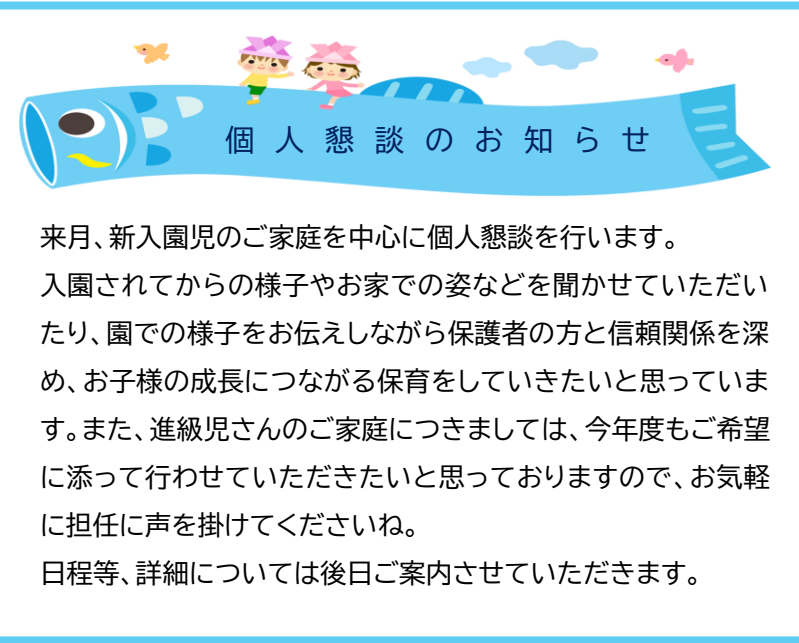 個人懇談のお知らせ
来月、新入園児のご家庭を中心に個人懇談を行います。
入園されてからの様子やお家での姿などを聞かせていただい
たり、園での様子をお伝えしながら保護者の方と信頼関係を深
め、お子様の成長につながる保育をしていきたいと思っていま
す。また、進級児さんのご家庭につきましては、今年度もご希望
に添って行わせていただきたいと思っておりますので、お気軽
に担任に声を掛けてくださいね。
日程等、詳細については後日ご案内させていただきます。